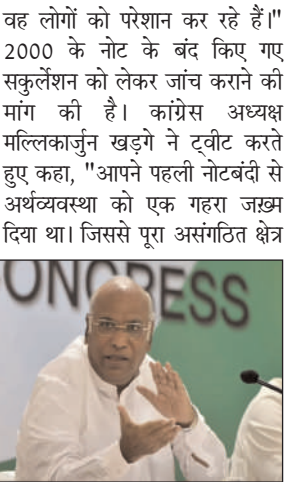 वह लोगों को परेशान कर रहे हैं।"
2000 के नोट के बंद किए गए
सकुर्लेशन को लेकर जांच कराने की
मांग की है। कांग्रेस अध्यक्ष
मल्लिकार्जुन खड़गे ने ट्वीट करते
हुए कहा, "आपने पहली नोटबंदी से
अर्थव्यवस्था को एक गहरा जख़्म
दिया था। जिससे पूरा असंगठित क्षेत्र
ONGRESS